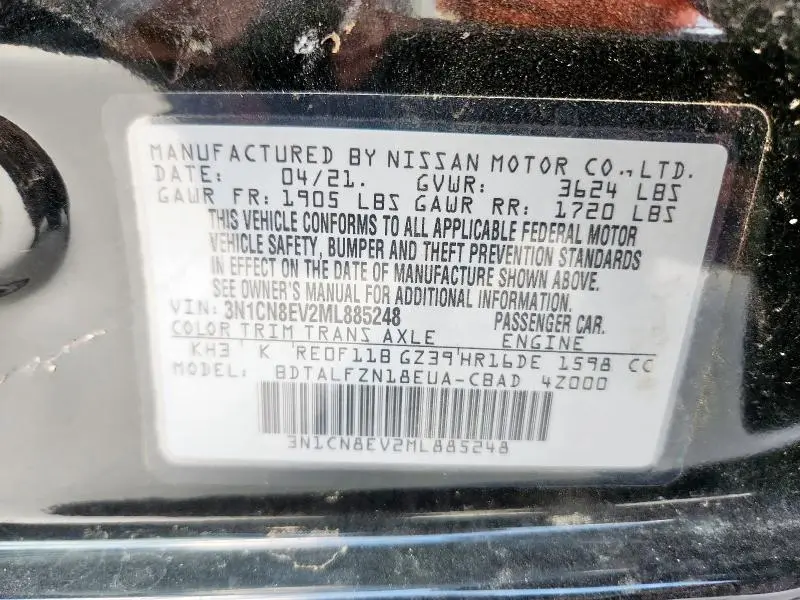 MANUFACTURED BY NISSAN MOTOR CO., LTD.
DATE: 04/21. GVWR: 3624 LBS
GAWR FR: 1905 LBS GAWR RR: 1720 LBS
THIS VEHICLE CONFORMS TO ALL APPLICABLE FEDERAL MOTOR
VEHICLE SAFETY, BUMPER AND THEFT PREVENTION STANDARDS
IN EFFECT ON THE DATE OF MANUFACTURE SHOWN ABOVE.
SEE OWNER'S MANUAL FOR ADDITIONAL INFORMATION.
VIN: 3N1CN8EV2ML885248 PASSENGER CAR.
COLOR TRIM TRANS AXLE ENGINE
KH3 K RE0F11B GZ39 HR16DE 1598 CC
BDTALFZN18EUA-CBAD 4Z000
3N1CN8EV2ML885248